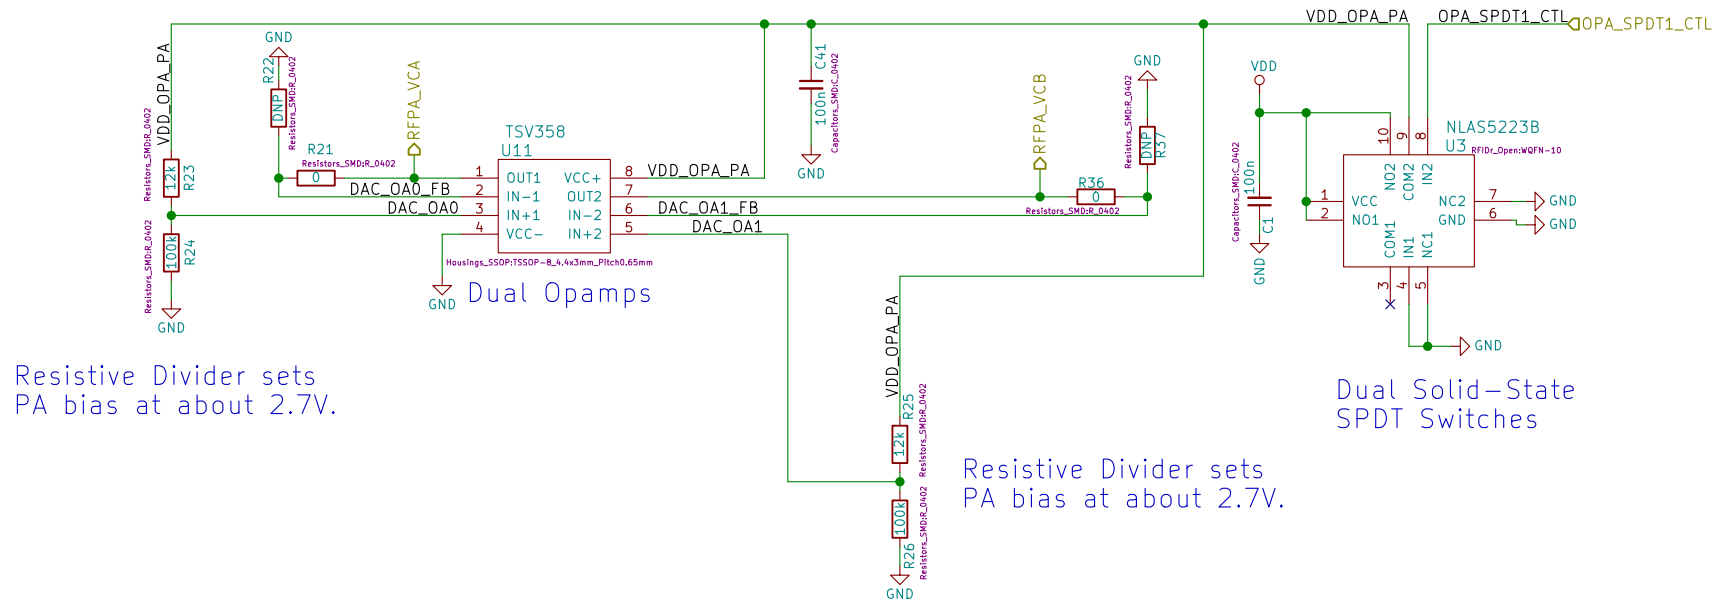 VDD_OPA_PA
OPA_SPDT1_CTL
OPA_SPDT1_CTL
GND
R22
DNP
Resistors_SMD:R_0402
VDD_OPA_PA
Resistors_SMD:R_0402
12k
R23
R21
Resistors_SMD:R_0402
0
RFPA_VCA
DAC_OA0_FB
DAC_OA0
Resistors_SMD:R_0402
100k
R24
GND
TSV358
U11
1 OUT1 VCC+ 8
2 IN-1 OUT2 7
3 IN+1 IN-2 6
4 VCC- IN+2 5
Housings_SSOP:TSSOP-8_4.4x3mm_Pitch0.65mm
GND
Dual Opamps
VDD_OPA_PA
DAC_OA1_FB
DAC_OA1
C41
100n
Capacitors_SMD:C_0402
GND
RFPA_VCB
R36
0
Resistors_SMD:R_0402
GND
Resistors_SMD:R_0402
DNP
R37
VDD
Capacitors_SMD:C_0402
100n
C1
GND
NLAS5223B
U3
RFIDr_Open:WQFN-10
10 9 8
NO2 COM2 IN2
1 VCC NC2 7 GND
2 NO1 GND 6 GND
COM1 IN1 NC1
3 4 5
GND
Resistive Divider sets
PA bias at about 2.7V.
VDD_OPA_PA
R25
12k
Resistors_SMD:R_0402
100k
R26
Resistors_SMD:R_0402
GND
Resistive Divider sets
PA bias at about 2.7V.
Dual Solid-State
SPDT Switches